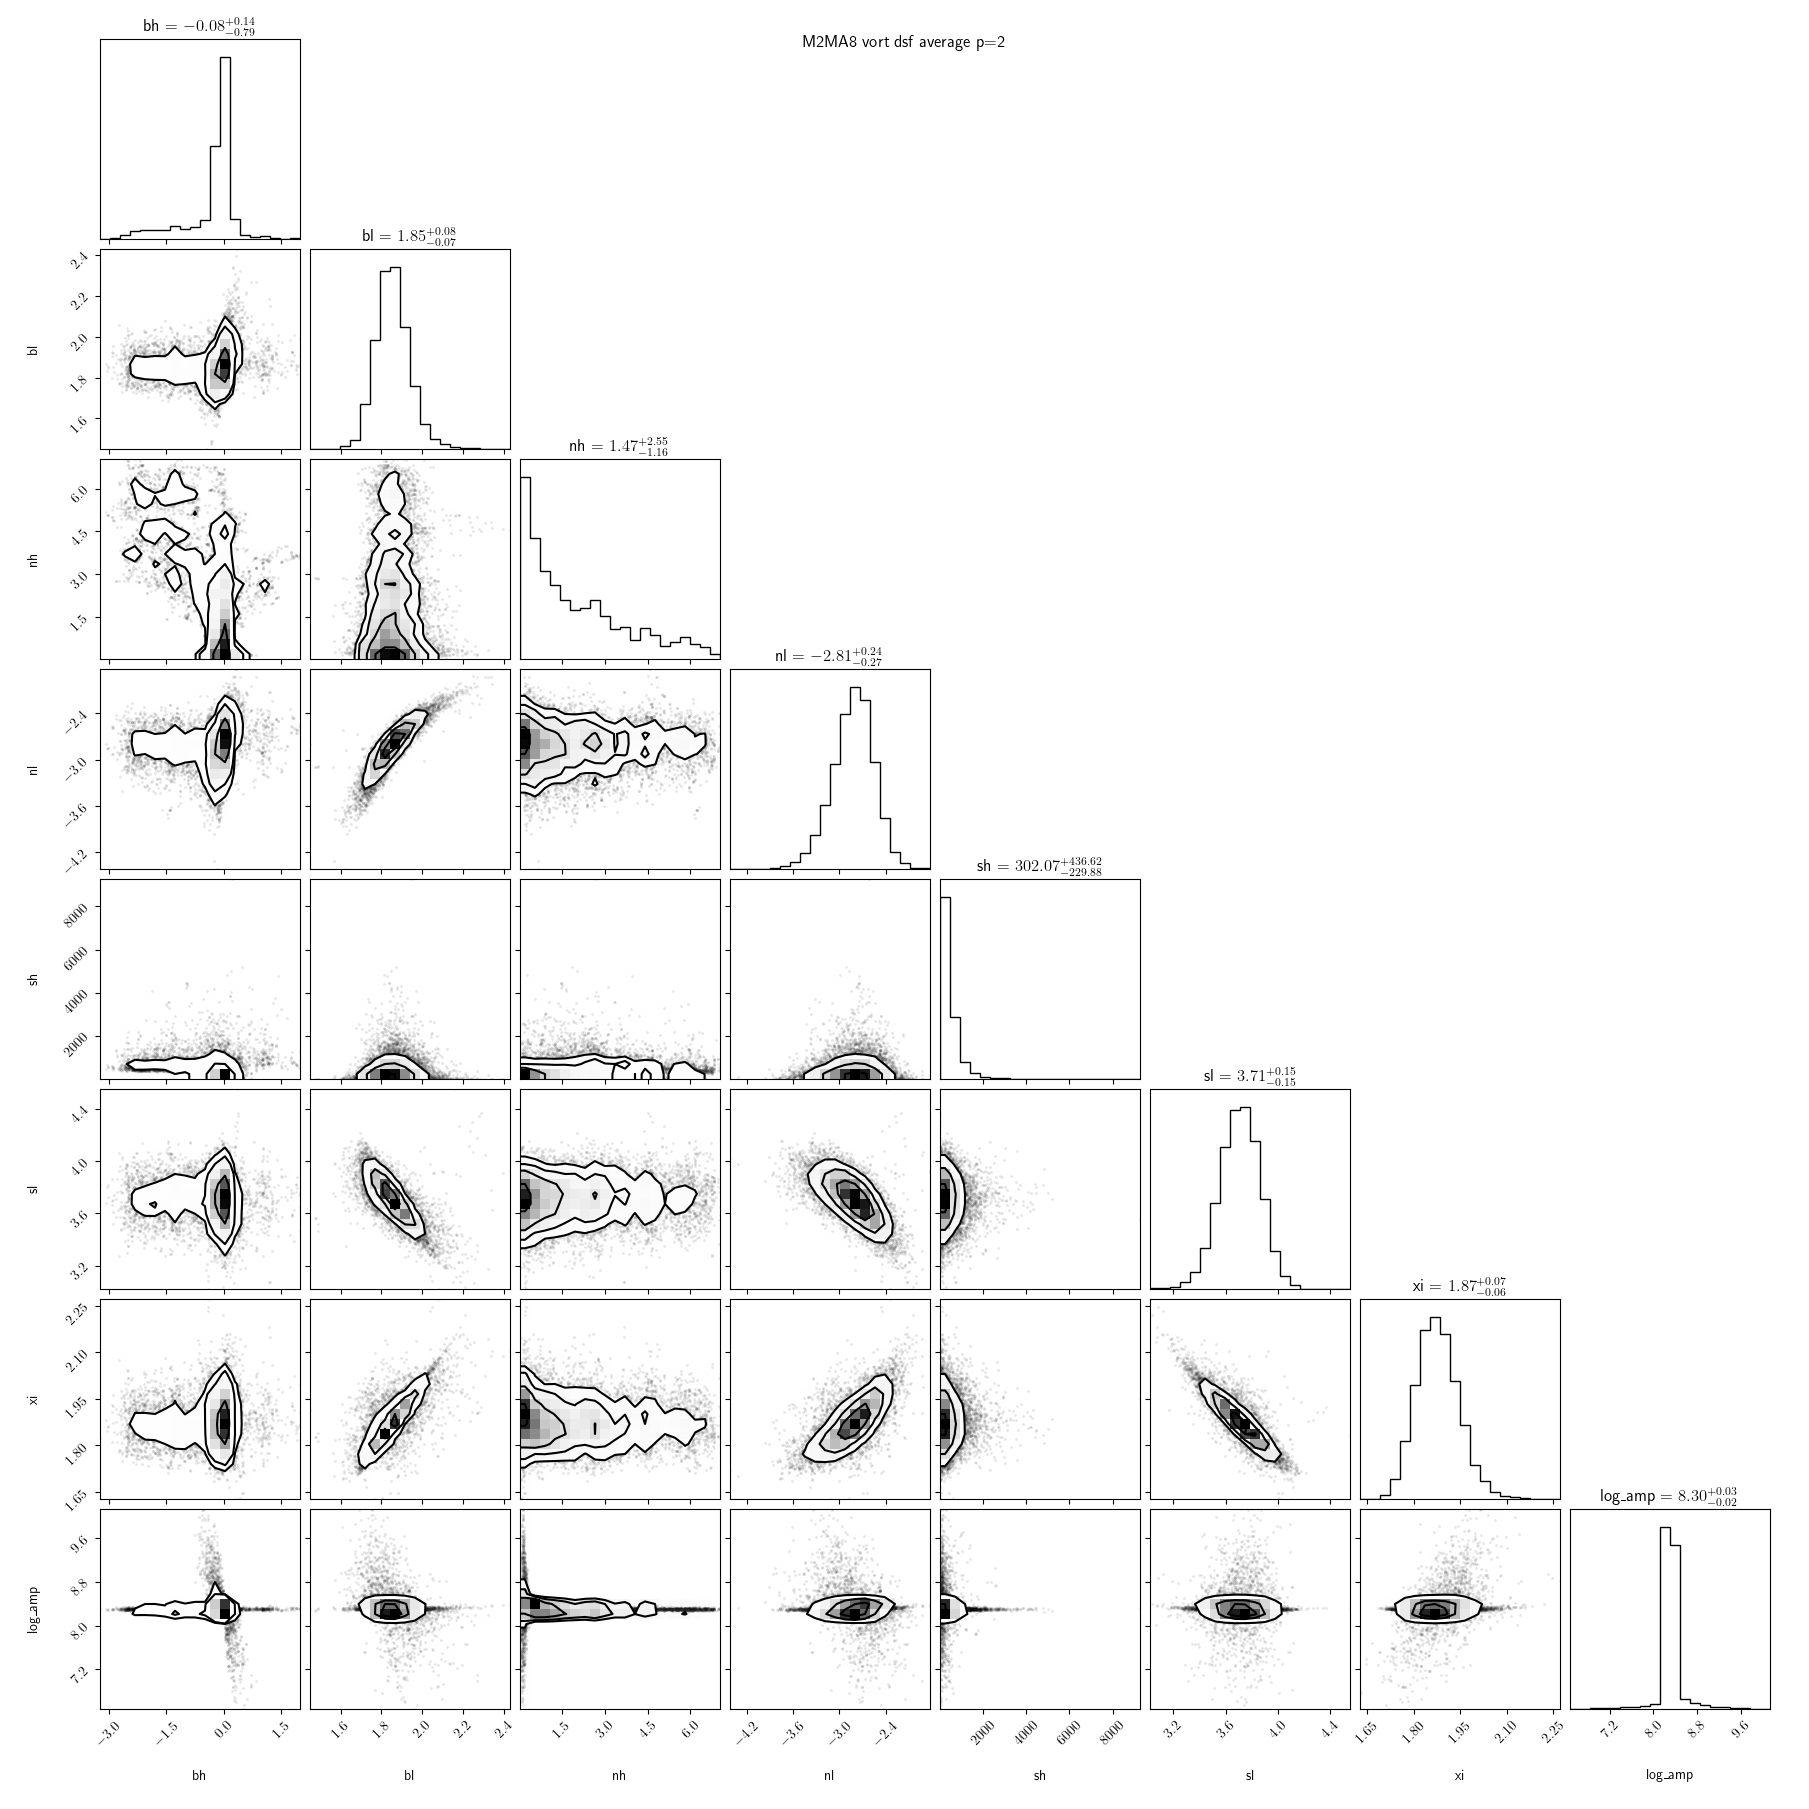 M2MA8 vort dsf average p=2
bh = −0.08 +0.14 −0.79
bl = 1.85 +0.08 −0.07
nh = 1.47 +2.55 −1.16
nl = −2.81 +0.24 −0.27
sh = 302.07 +436.62 −229.88
sl = 3.71 +0.15 −0.15
xi = 1.87 +0.07 −0.06
log_amp = 8.30 +0.03 −0.02
bl
2.4
2.2
2.0
1.8
1.6
nh
6.0
4.5
3.0
1.5
nl
−2.4
−3.0
−3.6
−4.2
sh
8000
6000
4000
2000
sl
4.4
4.0
3.6
3.2
xi
2.25
2.10
1.95
1.80
1.65
log_amp
9.6
8.8
8.0
7.2
−3.0 −1.5 0.0 1.5
1.6 1.8 2.0 2.2 2.4
1.5 3.0 4.5 6.0
−4.2 −3.6 −3.0 −2.4
2000 4000 6000 8000
3.2 3.6 4.0 4.4
1.65 1.80 1.95 2.10 2.25
7.2 8.0 8.8 9.6
bh bl nh nl sh sl xi log_amp